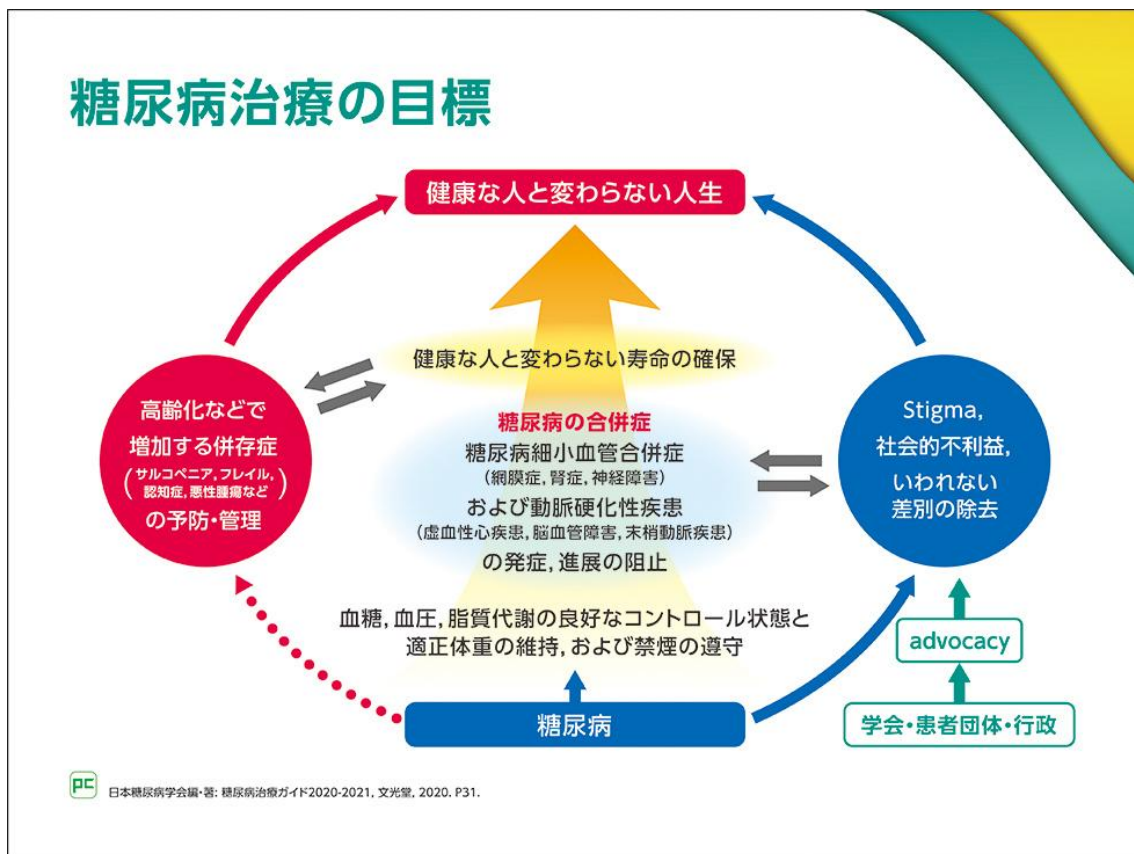 糖尿病治療の目標
健康な人と変わらない人生
健康な人と変わらない寿命の確保
高齢化などで
増加する併存症
(サルコペニア,フレイル,
認知症,悪性腫瘍など)
の予防・管理
糖尿病の合併症
糖尿病細小血管合併症
(網膜症,腎症,神経障害)
および動脈硬化性疾患
(虚血性心疾患,脳血管障害,末梢動脈疾患)
の発症,進展の阻止
Stigma,
社会的不利益,
いわれない
差別の除去
血糖,血圧,脂質代謝の良好なコントロール状態と
適正体重の維持,および禁煙の遵守
advocacy
糖尿病
学会・患者団体・行政
pc
日本糖尿病学会編・著: 糖尿病治療ガイド2020-2021, 文光堂, 2020. P31.